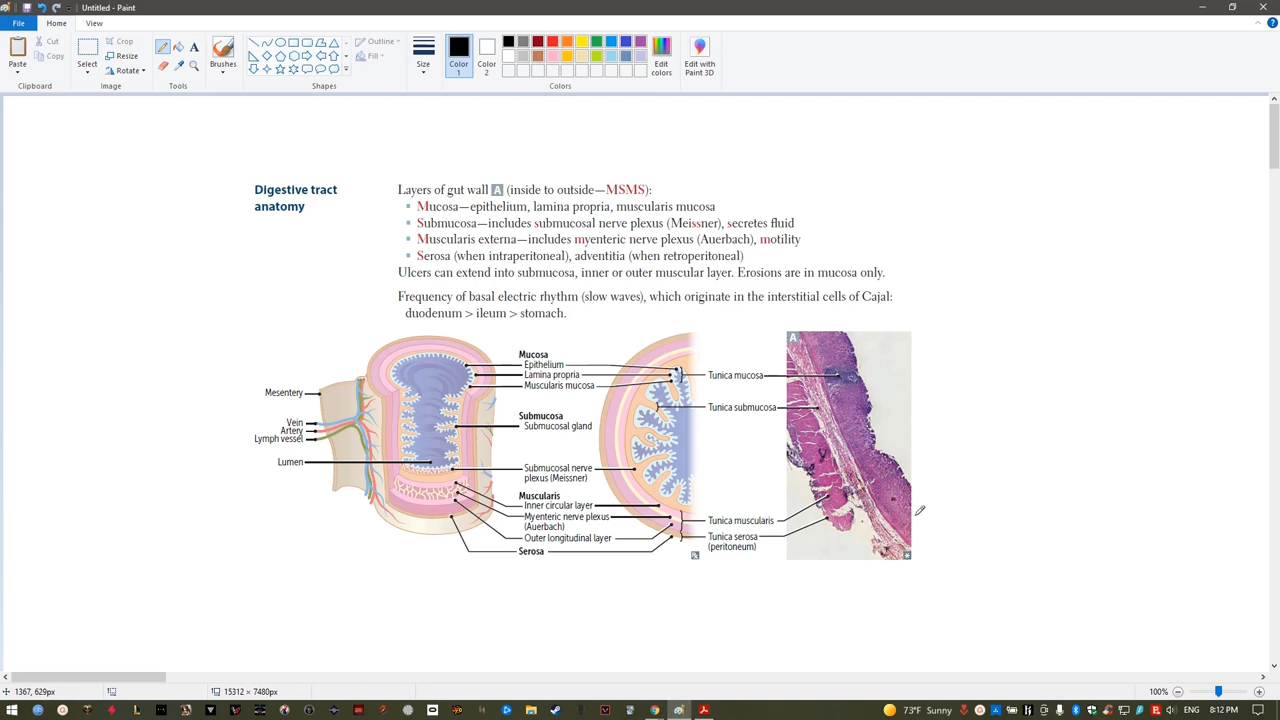 Untitled - Paint
File
Home
View
Paste
Cut
Copy
Clipboard
Select
Crop
Resize
Rotate
Image
Tools
Brushes
Shapes
Outline
Fill
Size
Color 1
Color 2
Edit colors
Colors
Edit with Paint 3D
Digestive tract
anatomy
Layers of gut wall A (inside to outside—MSMS):
Mucosa—epithelium, lamina propria, muscularis mucosa
Submucosa—includes submucosal nerve plexus (Meissner), secretes fluid
Muscularis externa—includes myenteric nerve plexus (Auerbach), motility
Serosa (when intraperitoneal), adventitia (when retroperitoneal)
Ulcers can extend into submucosa, inner or outer muscular layer. Erosions are in mucosa only.
Frequency of basal electric rhythm (slow waves), which originate in the interstitial cells of Cajal:
duodenum > ileum > stomach.
Mesentery
Vein
Artery
Lymph vessel
Lumen
Mucosa
Epithelium
Lamina propria
Muscularis mucosa
Submucosa
Submucosal gland
Submucosal nerve
plexus (Meissner)
Muscularis
Inner circular layer
Myenteric nerve plexus
(Auerbach)
Outer longitudinal layer
Serosa
Tunica mucosa
Tunica submucosa
Tunica muscularis
Tunica serosa
(peritoneum)
A
1367, 629px
15312 × 7480px
100%
73°F Sunny
8:12 PM